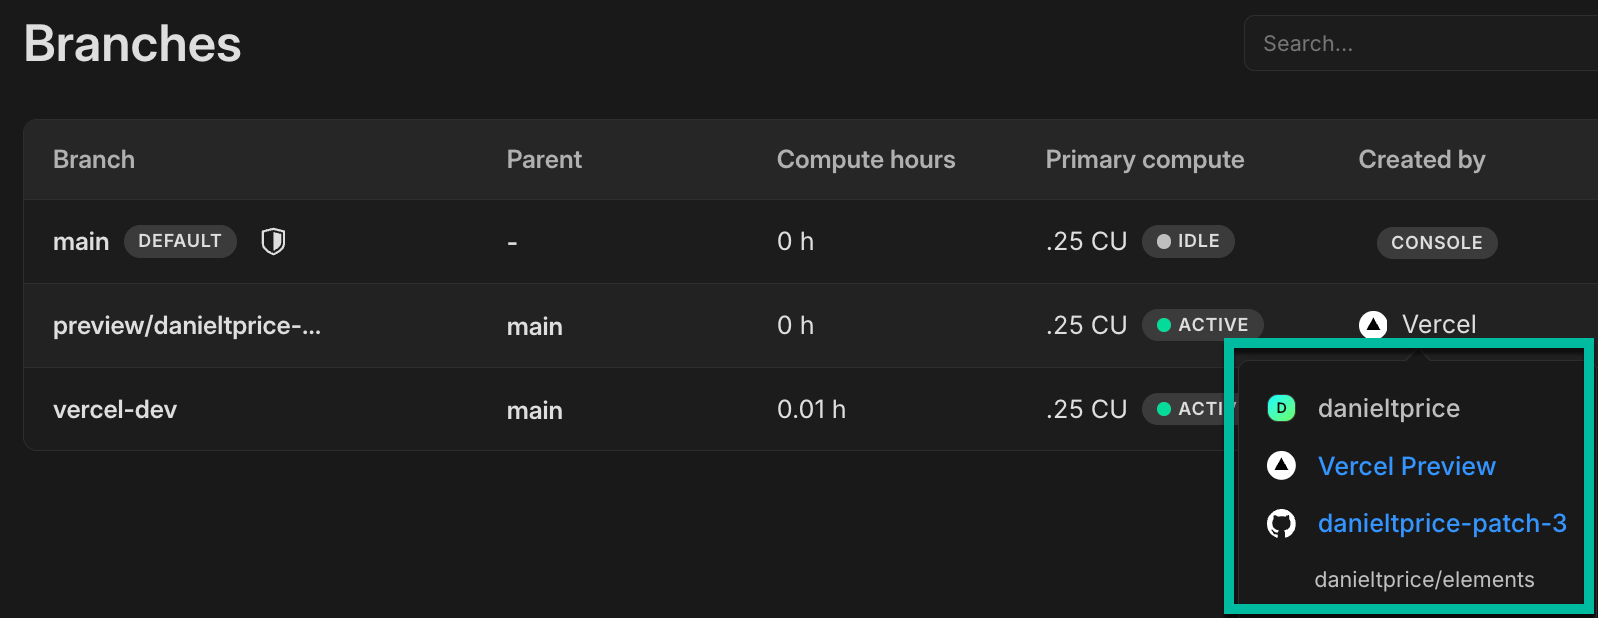 Branches
Search...
Branch Parent Compute hours Primary compute Created by
main DEFAULT - 0 h .25 CU IDLE CONSOLE
preview/danieltprice-... main 0 h .25 CU ACTIVE Vercel
vercel-dev main 0.01 h .25 CU
D danieltprice
Vercel Preview
danieltprice-patch-3
danieltprice/elements